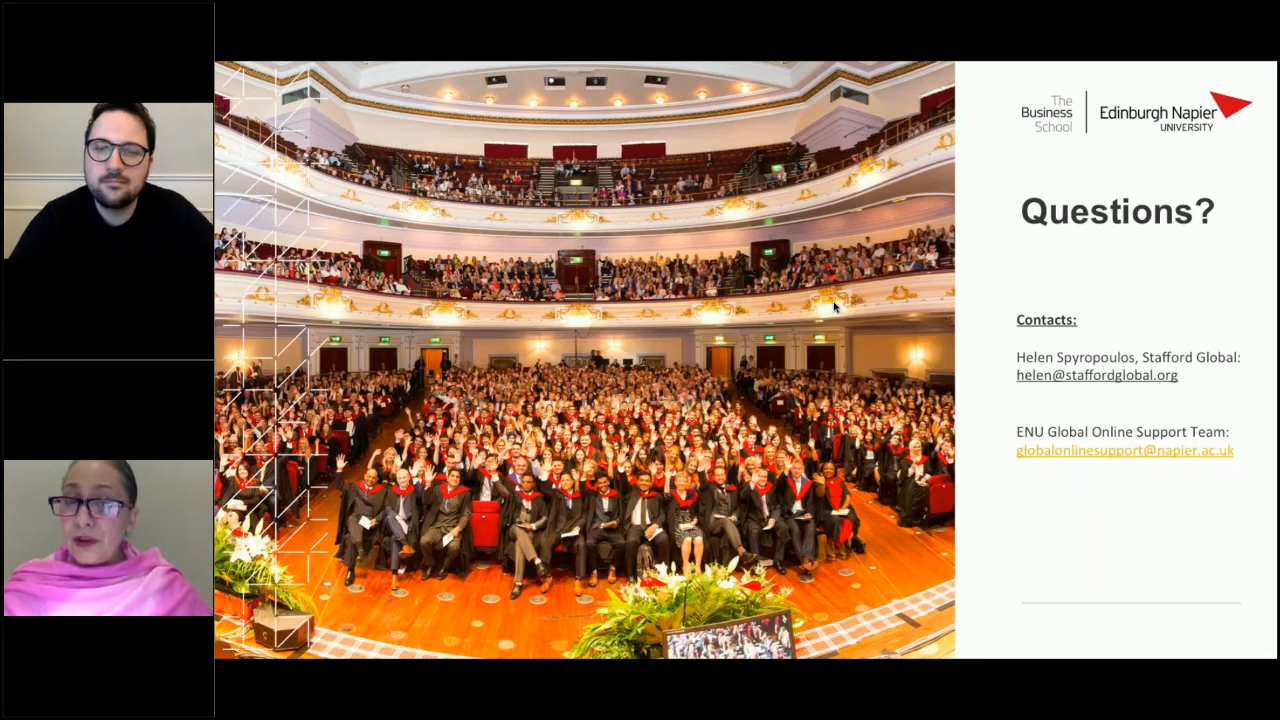 The
Business
School
Edinburgh Napier
UNIVERSITY
Questions?
Contacts:
Helen Spyropoulos, Stafford Global:
helen@staffordglobal.org
ENU Global Online Support Team:
globalonlinesupport@napier.ac.uk